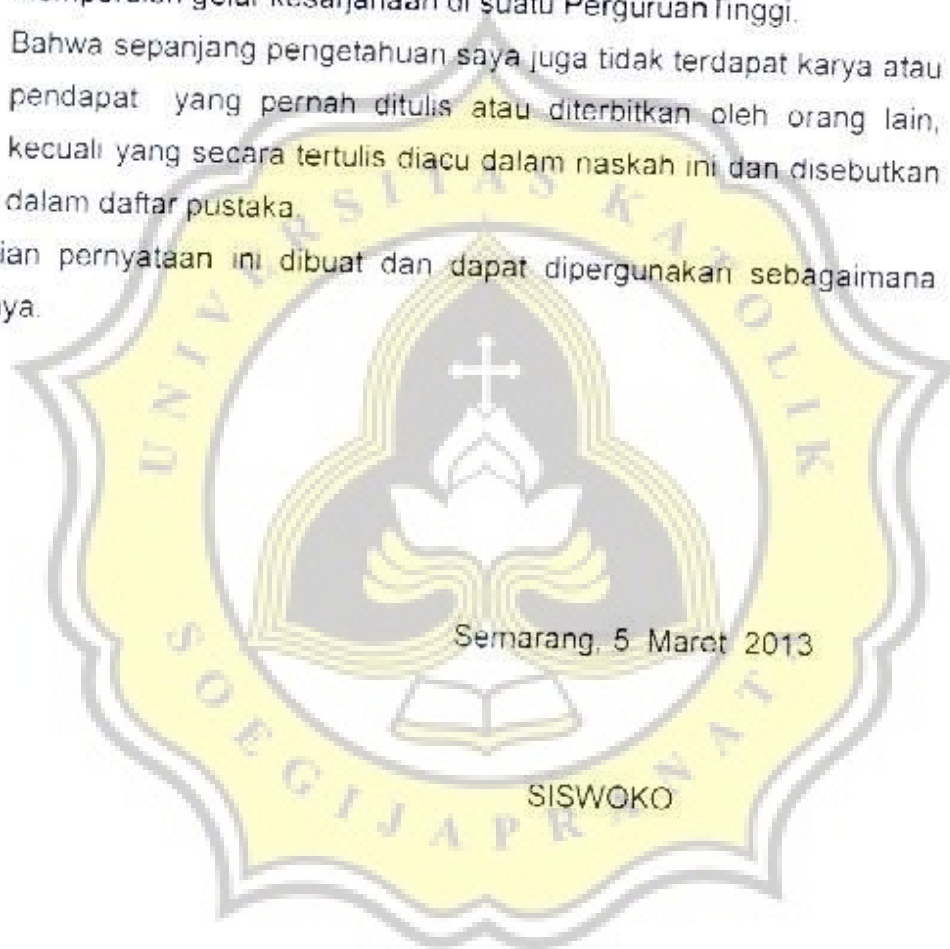 memperoleh gelar kesarjanaan di suatu Perguruan Tinggi.
Bahwa sepanjang pengetahuan saya juga tidak terdapat karya atau
pendapat yang pernah ditulis atau diterbitkan oleh orang lain,
kecuali yang secara tertulis diacu dalam naskah ini dan disebutkan
dalam daftar pustaka.
ian pernyataan ini dibuat dan dapat dipergunakan sebagaimana
ya.
UNIVERSITAS KATOLIK
Semarang, 5 Maret 2013
SISWOKO
SOEGIJAPRANATA